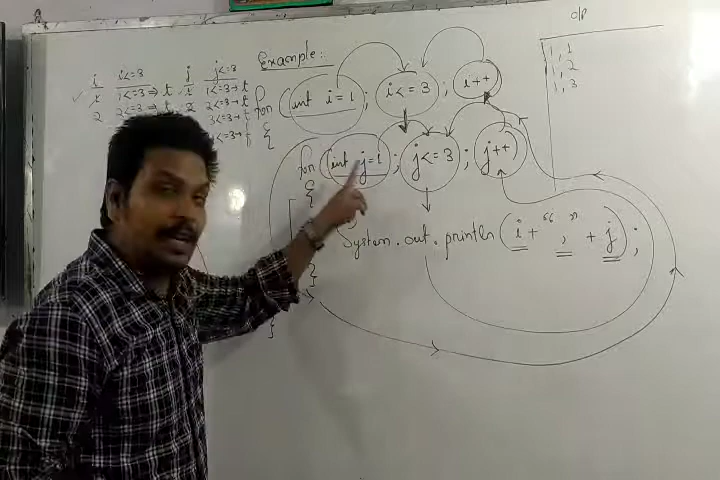 Example:-
i i<=3 j j<=3
1 1<=3→t 1 1<=3→t
2 2<=3→t 2 2<=3→t
3<=3→t
<=3→f
for (int i=1; i<=3; i++)
{
for (int j=1; j<=3; j++)
{
System.out.println(i+" , "+j);
}
}
o/p
1, 1
1, 2
1, 3